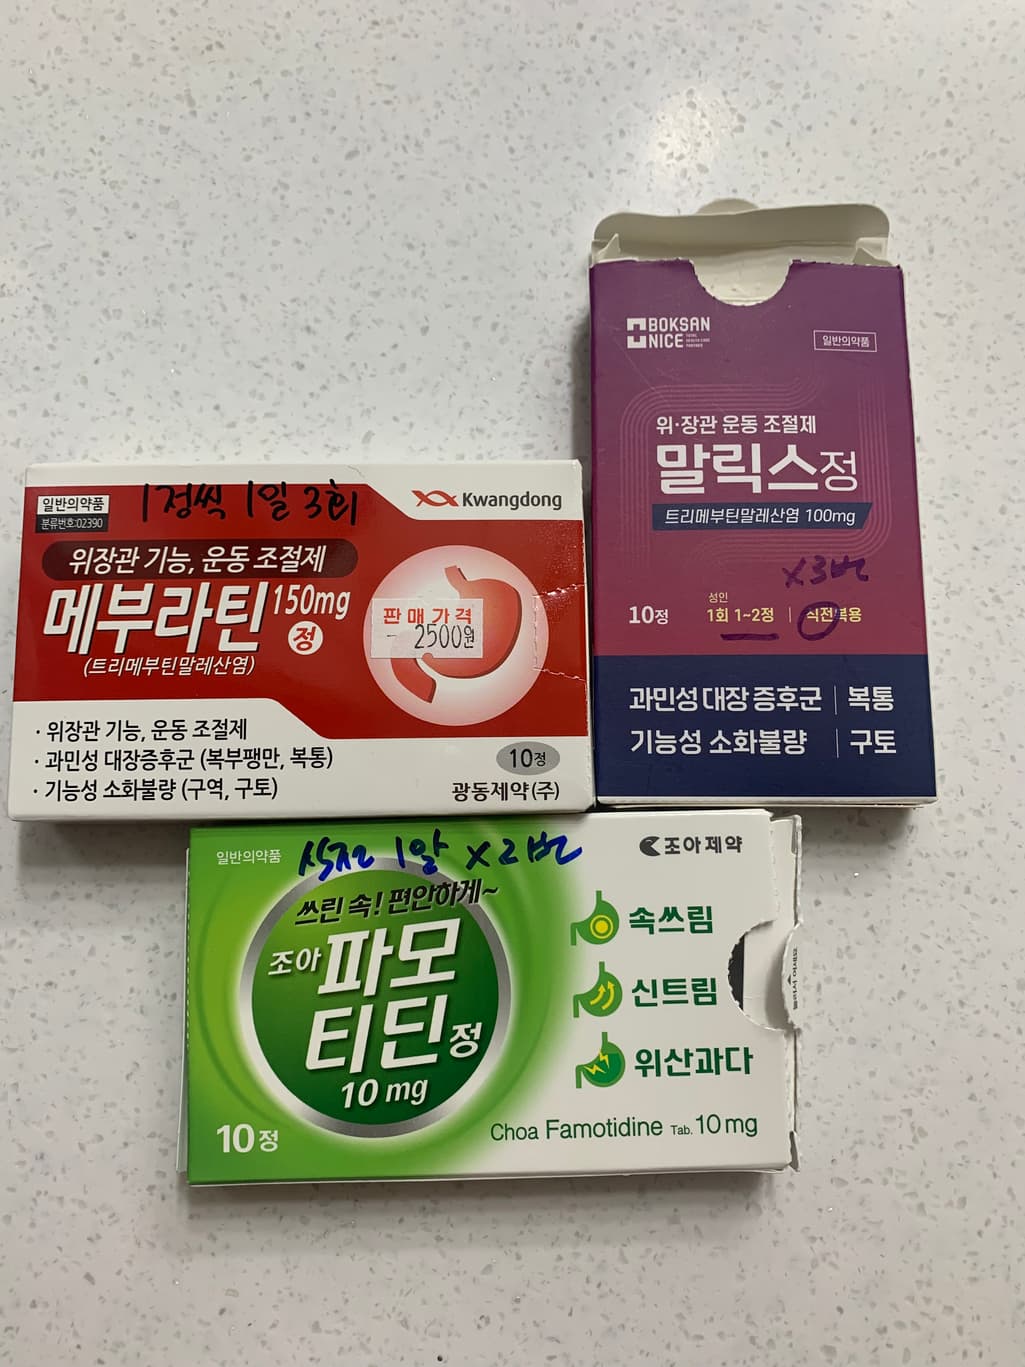 BOKSAN
NICE
TOTAL
HEALTH CARE
PARTNER
일반의약품
위·장관 운동 조절제
말릭스정
트리메부틴말레산염 100mg
x3번
10정
성인
1회 1~2정 | 식전복용
과민성 대장 증후군 | 복통
기능성 소화불량 | 구토
일반의약품
분류번호:02390
1정씩 1일 3회
Kwangdong
위장관 기능, 운동 조절제
메부라틴 150mg
정
(트리메부틴말레산염)
판매가격
2500원
· 위장관 기능, 운동 조절제
· 과민성 대장증후군 (복부팽만, 복통)
· 기능성 소화불량 (구역, 구토)
10정
광동제약(주)
일반의약품
식전 1알 x2번
조아제약
쓰린 속! 편안하게~
조아 파모
티딘정
10 mg
10정
속쓰림
신트림
위산과다
Choa Famotidine Tab. 10 mg